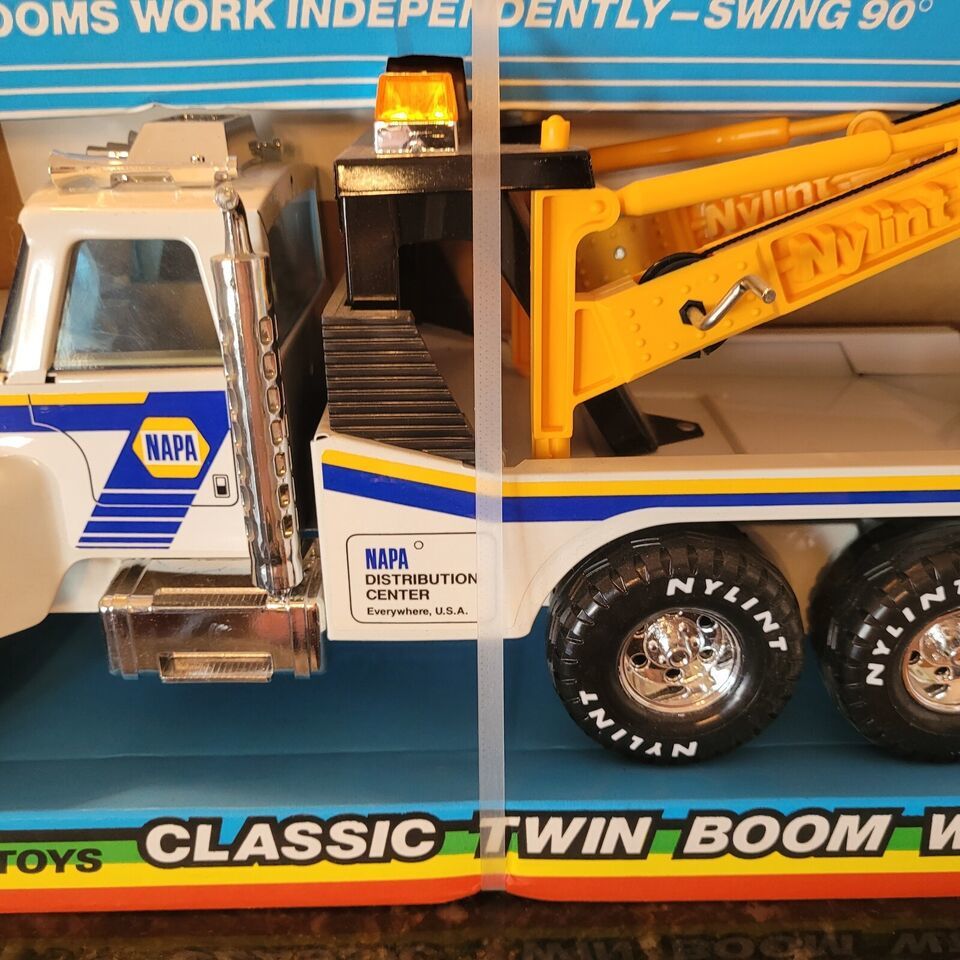 OOMS WORK INDEPENDENTLY–SWING 90°
Nylint
Nylint
NAPA
NAPA
DISTRIBUTION
CENTER
Everywhere, U.S.A.
NYLINT
NYLINT
NYLINT
TOYS
CLASSIC TWIN BOOM W